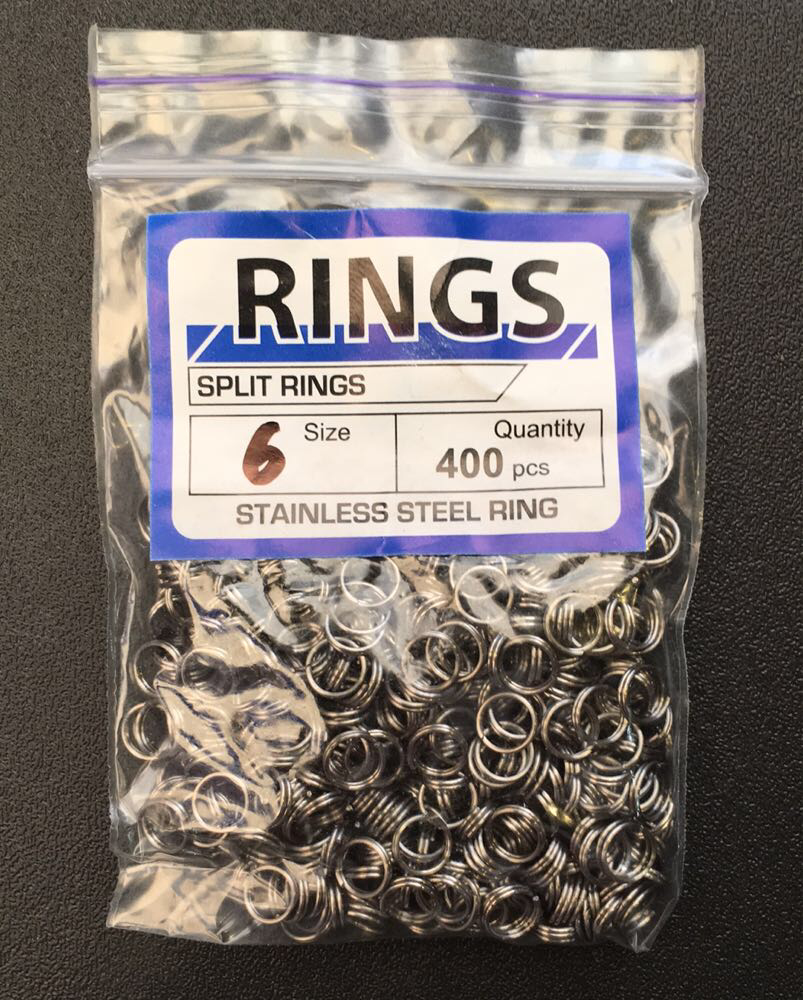 RINGS
SPLIT RINGS
6 Size
Quantity
400 pcs
STAINLESS STEEL RING